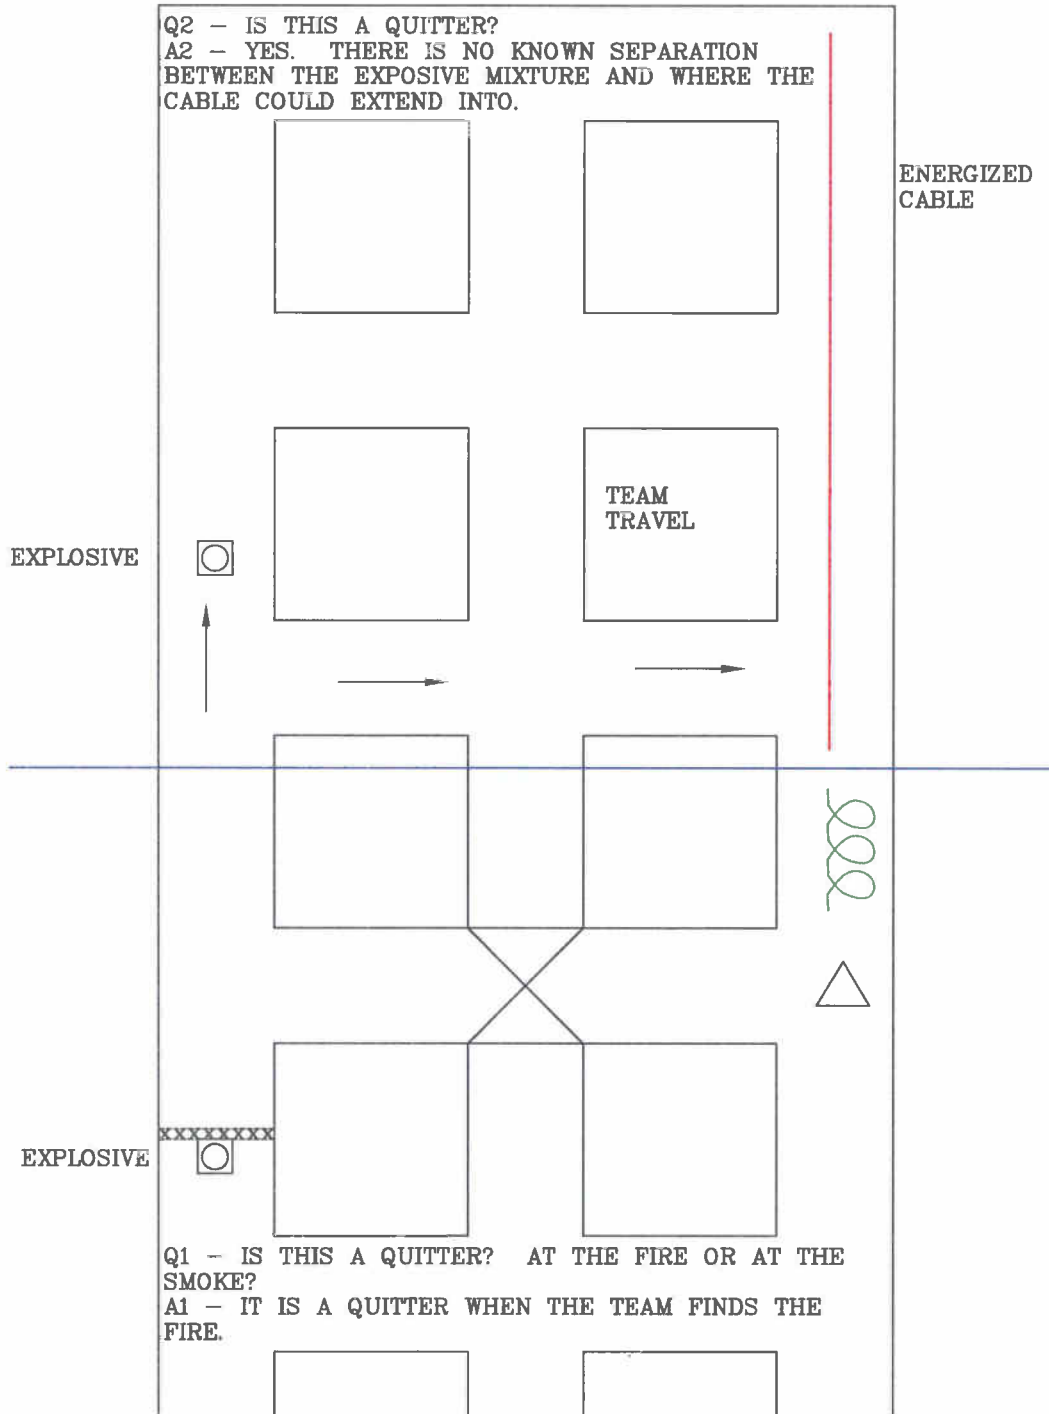 Q2 – IS THIS A QUITTER?
A2 – YES. THERE IS NO KNOWN SEPARATION
BETWEEN THE EXPOSIVE MIXTURE AND WHERE THE
CABLE COULD EXTEND INTO.
ENERGIZED
CABLE
TEAM
TRAVEL
EXPLOSIVE
XXXXXXXX
EXPLOSIVE
Q1 – IS THIS A QUITTER? AT THE FIRE OR AT THE
SMOKE?
A1 – IT IS A QUITTER WHEN THE TEAM FINDS THE
FIRE.